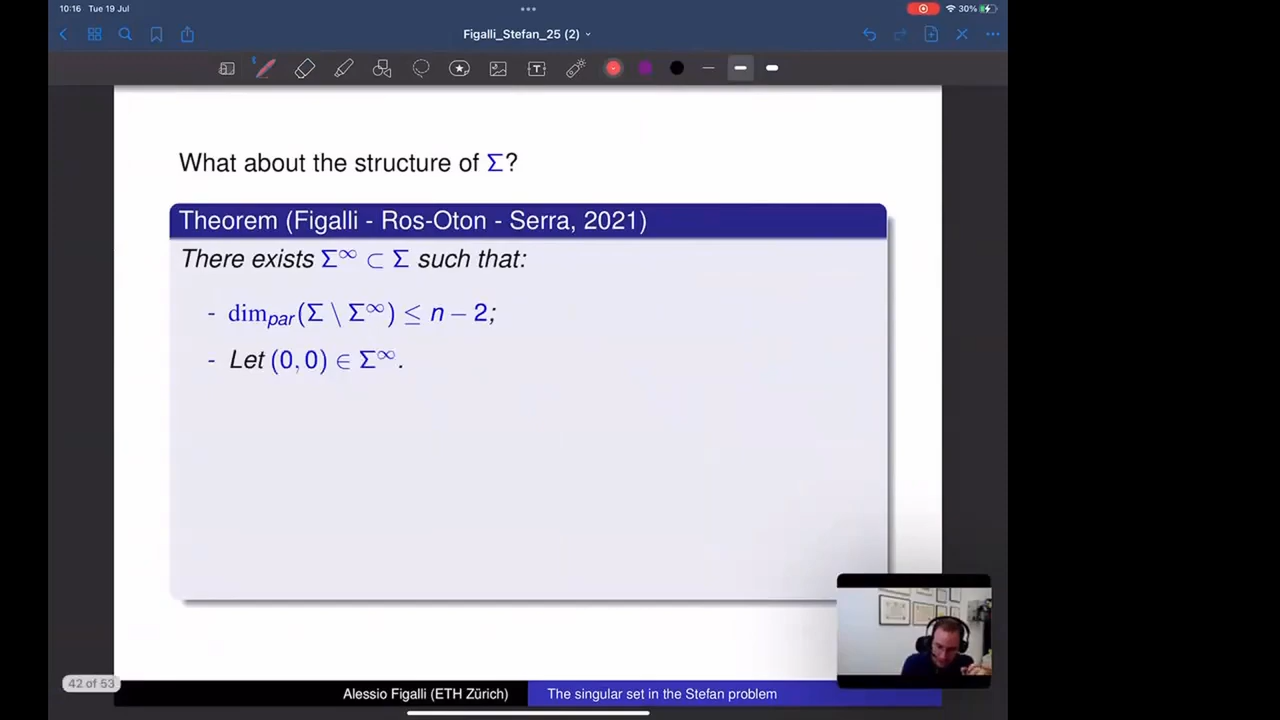 10:16 Tue 19 Jul
30%
Figalli_Stefan_25 (2)
What about the structure of Σ?
Theorem (Figalli - Ros-Oton - Serra, 2021)
There exists Σ^∞ ⊂ Σ such that:
- dim_par(Σ \ Σ^∞) ≤ n − 2;
- Let (0, 0) ∈ Σ^∞.
42 of 53
Alessio Figalli (ETH Zürich) The singular set in the Stefan problem